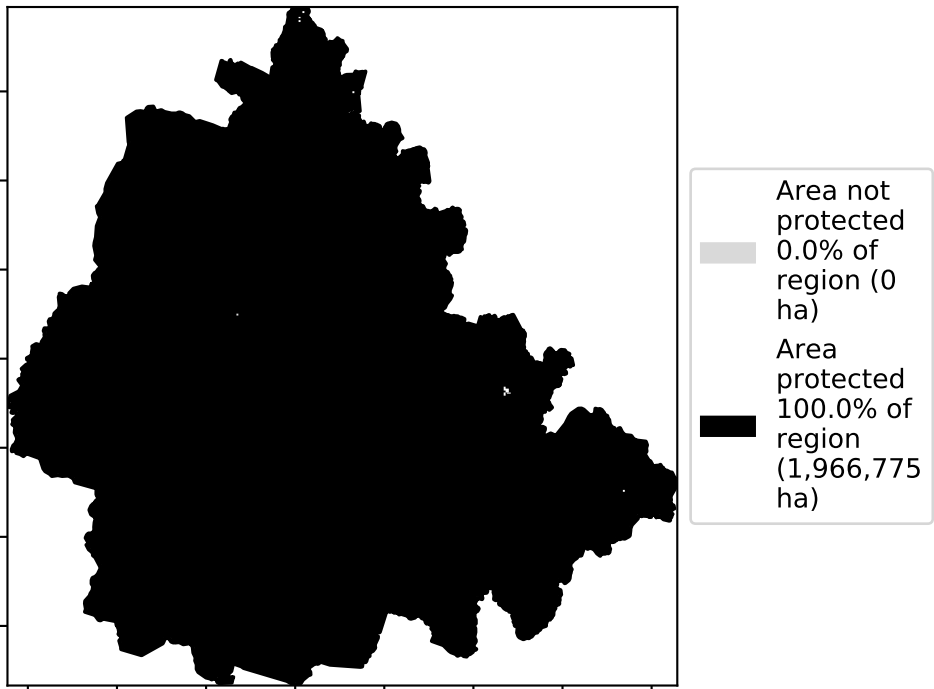 Area not
protected
0.0% of
region (0
ha)
Area
protected
100.0% of
region
(1,966,775
ha)